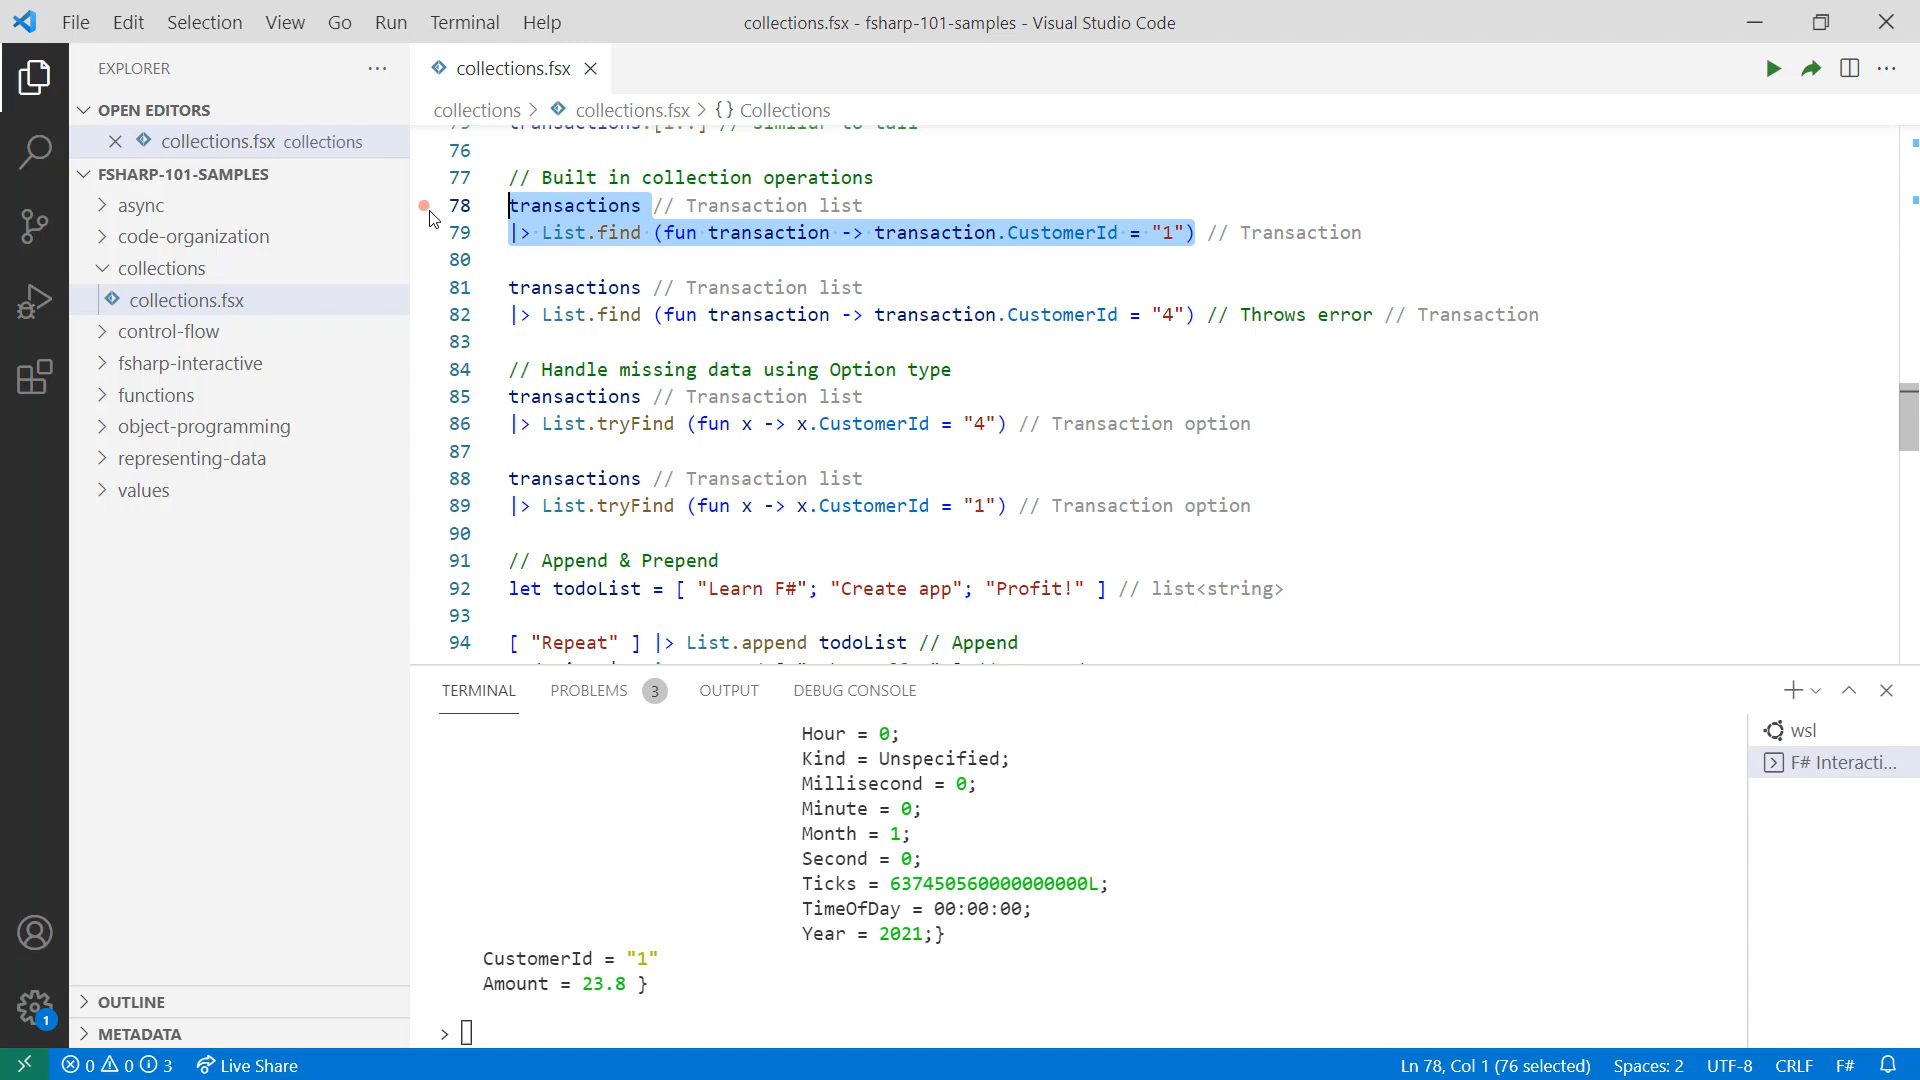 File Edit Selection View Go Run Terminal Help
collections.fsx - fsharp-101-samples - Visual Studio Code
EXPLORER
OPEN EDITORS
collections.fsx collections
FSHARP-101-SAMPLES
async
code-organization
collections
collections.fsx
control-flow
fsharp-interactive
functions
object-programming
representing-data
values
OUTLINE
METADATA
collections.fsx
collections > collections.fsx > {} Collections
76
77 // Built in collection operations
78 transactions // Transaction list
79 |> List.find (fun transaction -> transaction.CustomerId = "1") // Transaction
80
81 transactions // Transaction list
82 |> List.find (fun transaction -> transaction.CustomerId = "4") // Throws error // Transaction
83
84 // Handle missing data using Option type
85 transactions // Transaction list
86 |> List.tryFind (fun x -> x.CustomerId = "4") // Transaction option
87
88 transactions // Transaction list
89 |> List.tryFind (fun x -> x.CustomerId = "1") // Transaction option
90
91 // Append & Prepend
92 let todoList = [ "Learn F#"; "Create app"; "Profit!" ] // list<string>
93
94 [ "Repeat" ] |> List.append todoList // Append
TERMINAL PROBLEMS 3 OUTPUT DEBUG CONSOLE
Hour = 0;
Kind = Unspecified;
Millisecond = 0;
Minute = 0;
Month = 1;
Second = 0;
Ticks = 637450560000000000L;
TimeOfDay = 00:00:00;
Year = 2021;}
CustomerId = "1"
Amount = 23.8 }
>
wsl
F# Interacti...
1
0 0 3 Live Share
Ln 78, Col 1 (76 selected) Spaces: 2 UTF-8 CRLF F#